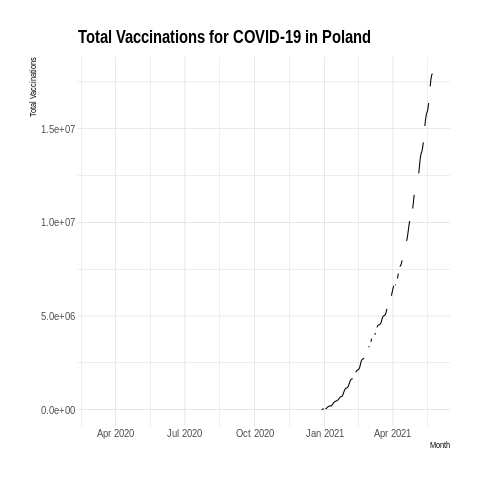 Total Vaccinations for COVID-19 in Poland
Total Vaccinations
1.5e+07
1.0e+07
5.0e+06
0.0e+00
Apr 2020 Jul 2020 Oct 2020 Jan 2021 Apr 2021
Month